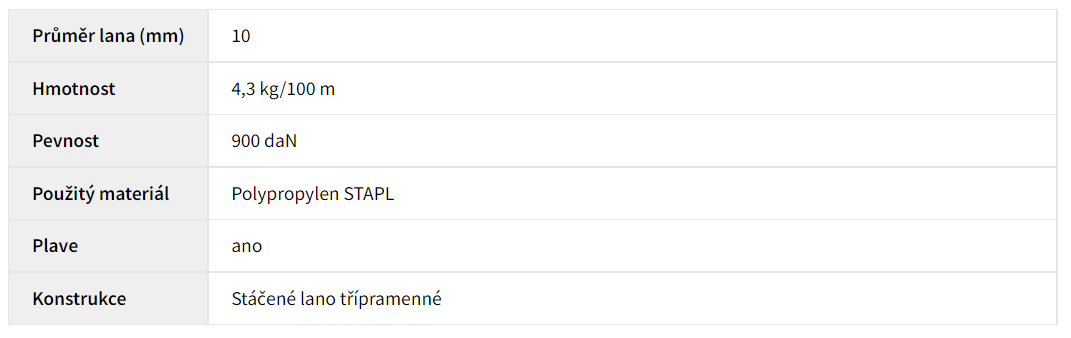 Průměr lana (mm) 10
Hmotnost 4,3 kg/100 m
Pevnost 900 daN
Použitý materiál Polypropylen STAPL
Plave ano
Konstrukce Stáčené lano třípramenné